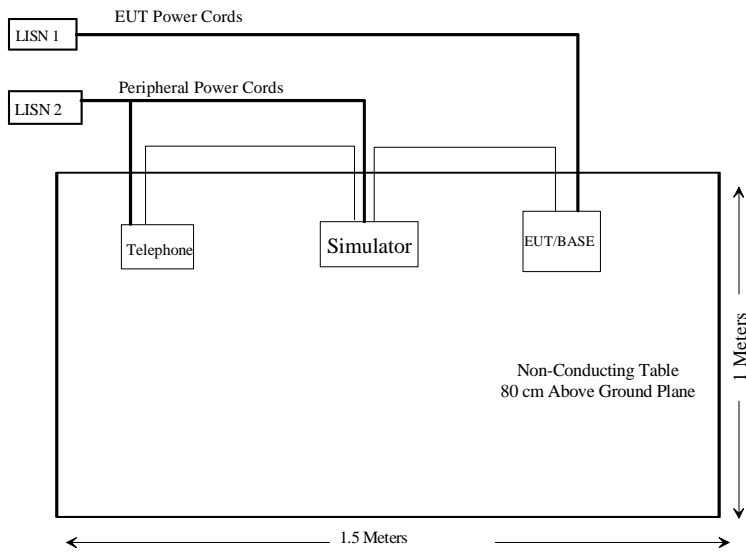 EUT Power Cords
LISN 1
Peripheral Power Cords
LISN 2
Telephone
Simulator
EUT/BASE
Non-Conducting Table
80 cm Above Ground Plane
1 Meters
1.5 Meters